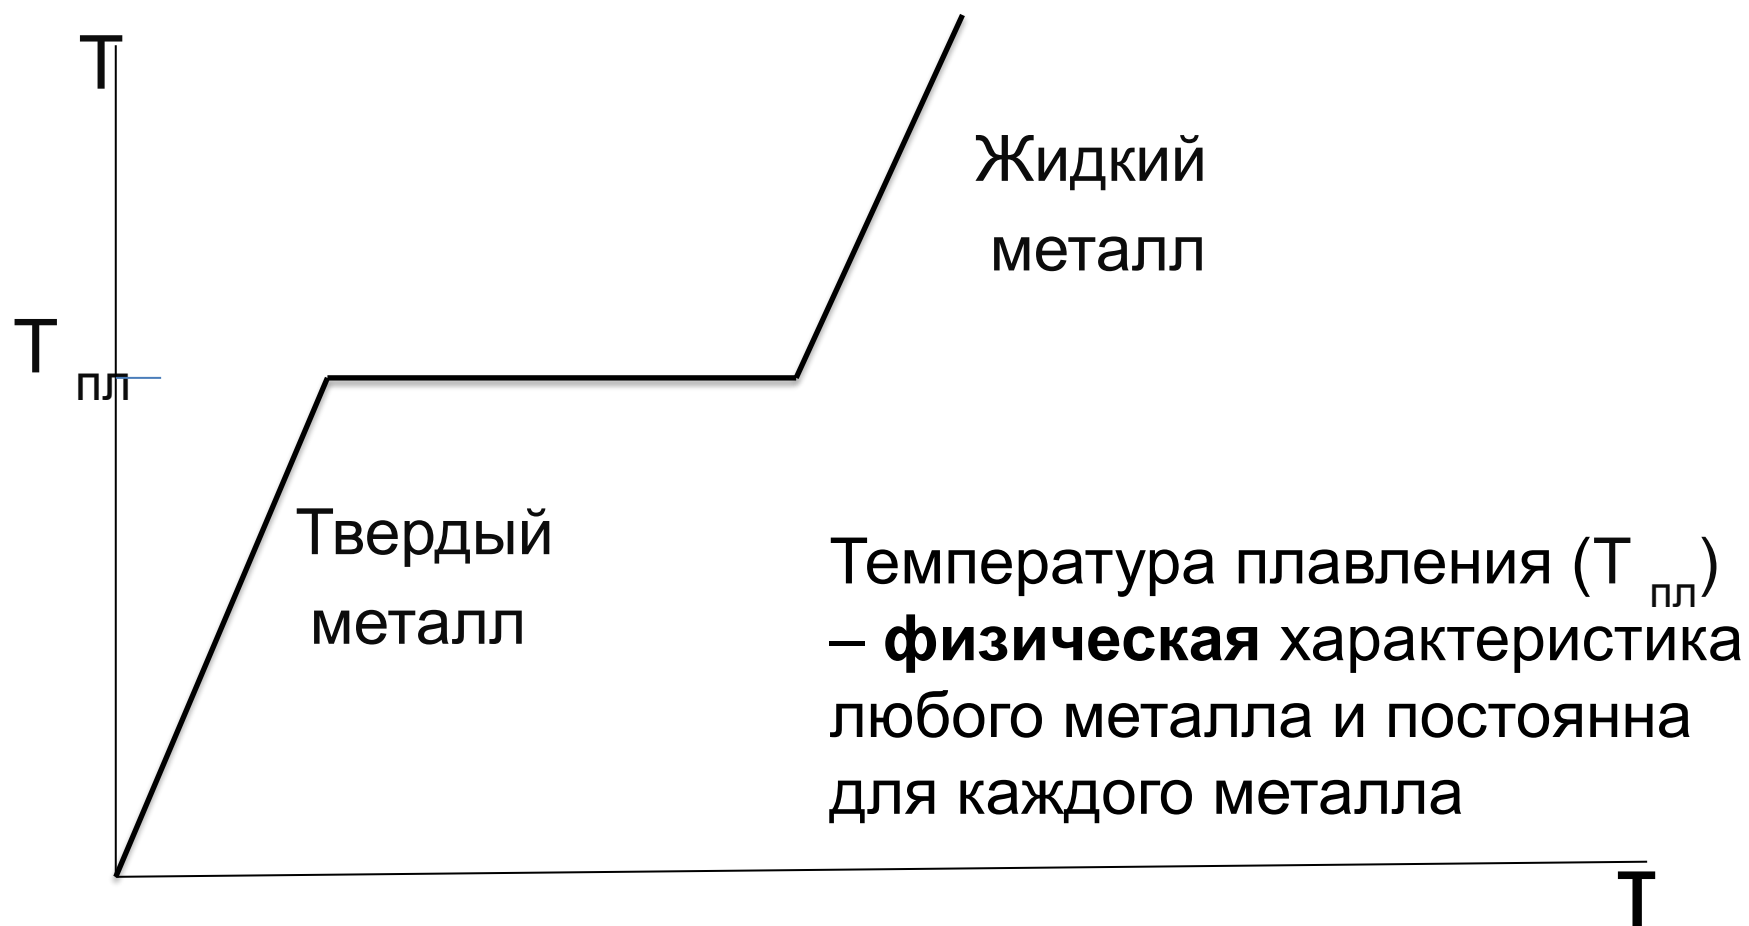 Т
Жидкий
металл
Т пл
Твердый
металл
Температура плавления (Т пл)
– физическая характеристика
любого металла и постоянна
для каждого металла
т